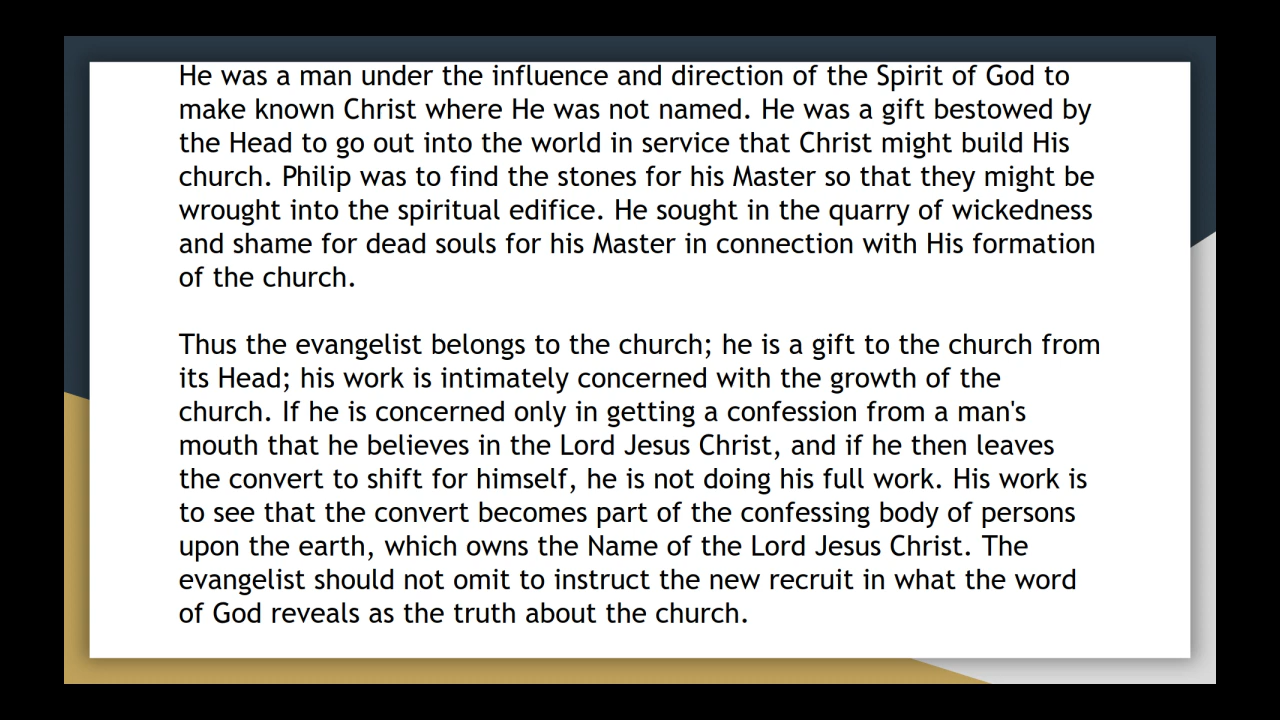 He was a man under the influence and direction of the Spirit of God to
make known Christ where He was not named. He was a gift bestowed by
the Head to go out into the world in service that Christ might build His
church. Philip was to find the stones for his Master so that they might be
wrought into the spiritual edifice. He sought in the quarry of wickedness
and shame for dead souls for his Master in connection with His formation
of the church.

Thus the evangelist belongs to the church; he is a gift to the church from
its Head; his work is intimately concerned with the growth of the
church. If he is concerned only in getting a confession from a man's
mouth that he believes in the Lord Jesus Christ, and if he then leaves
the convert to shift for himself, he is not doing his full work. His work is
to see that the convert becomes part of the confessing body of persons
upon the earth, which owns the Name of the Lord Jesus Christ. The
evangelist should not omit to instruct the new recruit in what the word
of God reveals as the truth about the church.